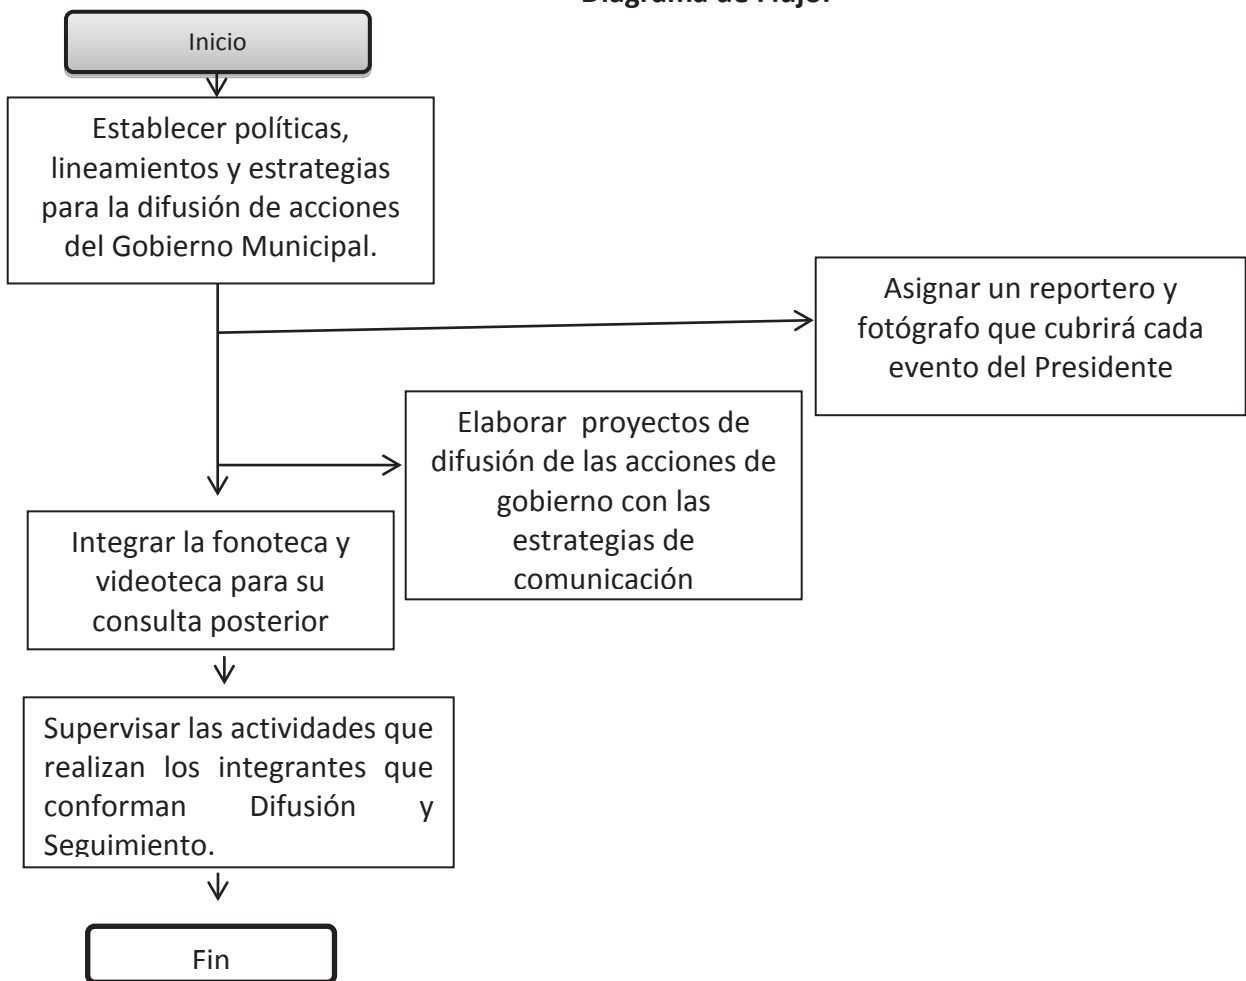 Diagrama de Flujo.
Inicio
Establecer políticas,
lineamientos y estrategias
para la difusión de acciones
del Gobierno Municipal.
Asignar un reportero y
fotógrafo que cubrirá cada
evento del Presidente
Elaborar proyectos de
difusión de las acciones de
gobierno con las
estrategias de
comunicación
Integrar la fonoteca y
videoteca para su
consulta posterior
Supervisar las actividades que
realizan los integrantes que
conforman Difusión y
Seguimiento.
Fin